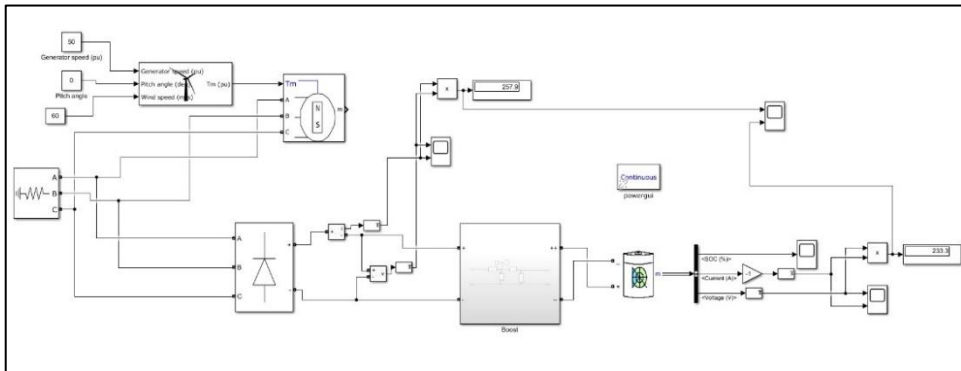 50
Generator speed (pu)
0
Pitch angle
60
Generator speed (pu)
Pitch angle (deg)
Wind speed (m/s)
Tm (pu)
Tm
A
B
C
m
N
S
A
B
C
A
B
C
+
-
x
257.9
Continuous
powergui
+
-
++
--
Boost
m
<SOC (%)>
<Current (A)>
<Voltage (V)>
-1
x
233.3